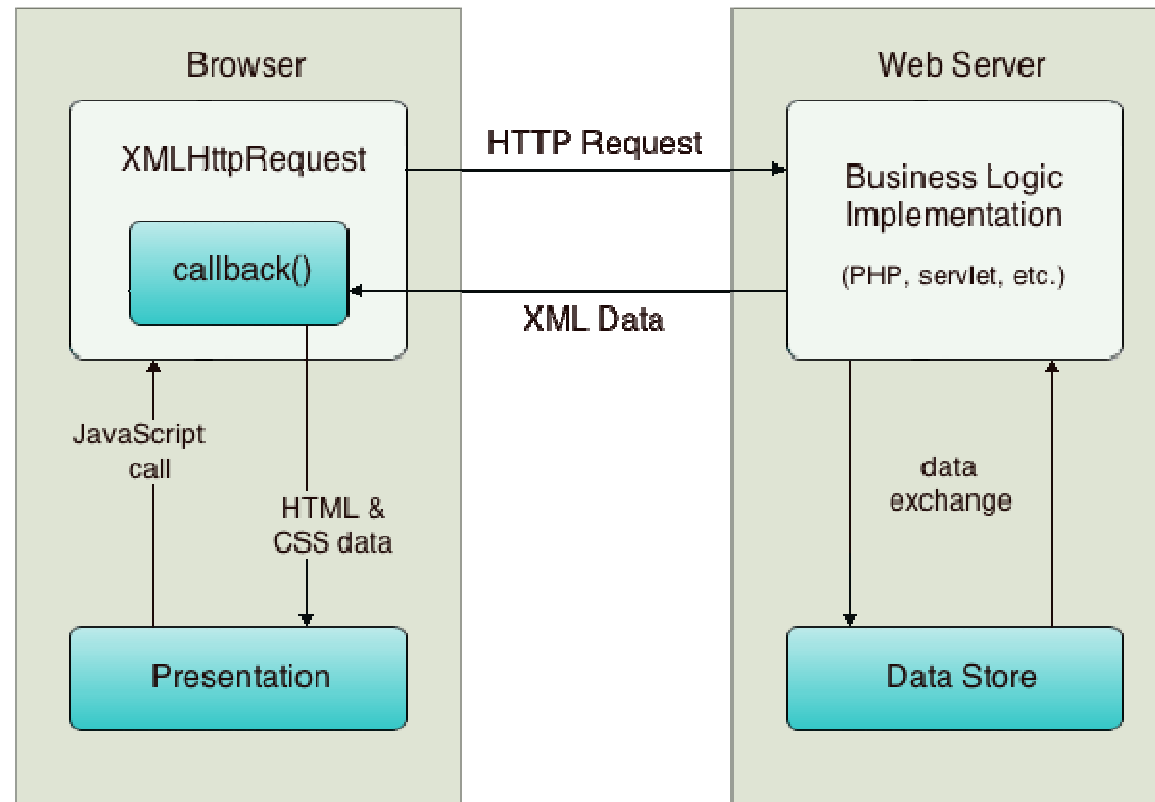 Browser
XMLHttpRequest
callback()
JavaScript
call
HTML &
CSS data
Presentation
HTTP Request
XML Data
Web Server
Business Logic
Implementation
(PHP, servlet, etc.)
data
exchange
Data Store